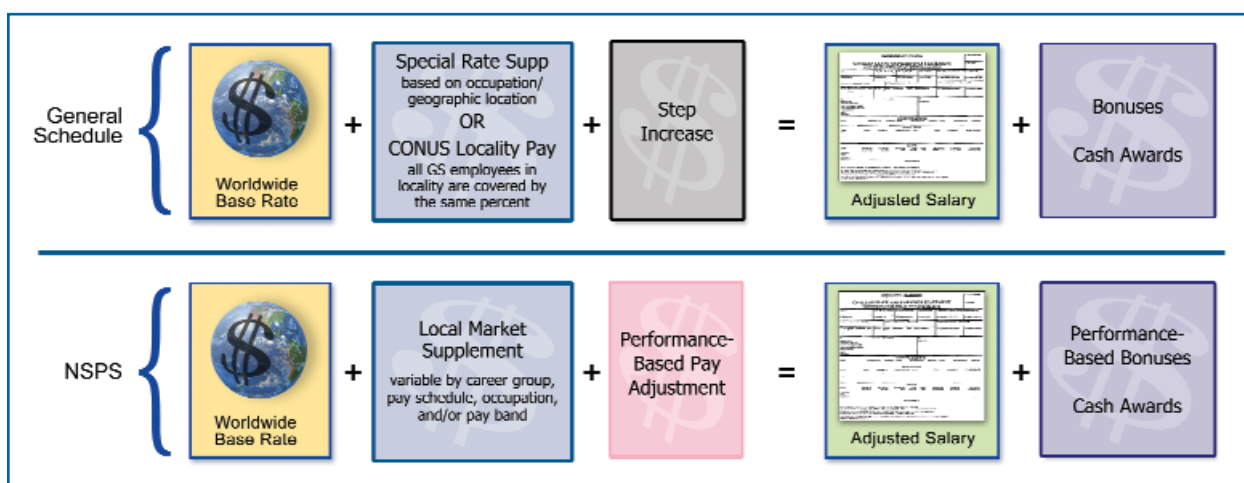 General
Schedule
Worldwide
Base Rate
+
Special Rate Supp
based on occupation/
geographic location
OR
CONUS Locality Pay
all GS employees in
locality are covered by
the same percent
+
Step
Increase
=
Adjusted Salary
+
Bonuses
Cash Awards
NSPS
Worldwide
Base Rate
+
Local Market
Supplement
variable by career group,
pay schedule, occupation,
and/or pay band
+
Performance-
Based Pay
Adjustment
=
Adjusted Salary
+
Performance-
Based Bonuses
Cash Awards